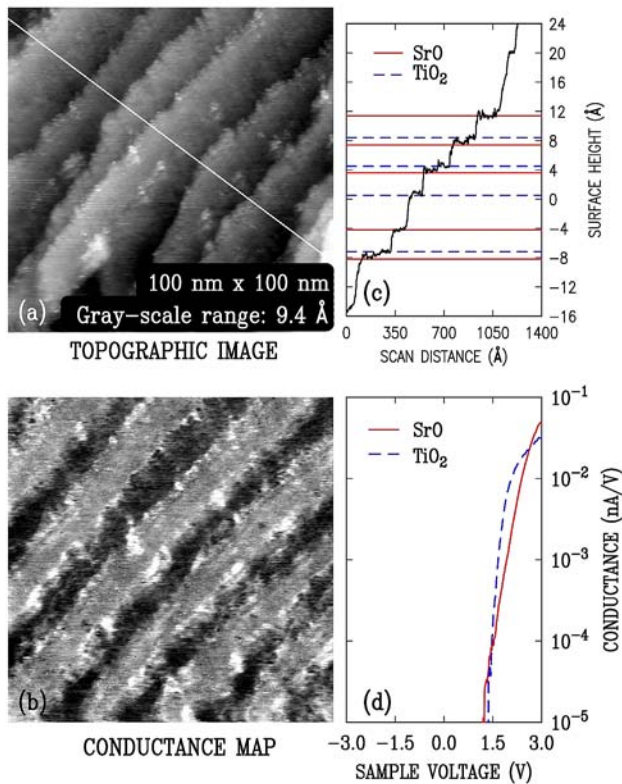 100 nm x 100 nm
(a)
Gray-scale range: 9.4 Å
TOPOGRAPHIC IMAGE
SrO
TiO₂
24
20
16
12
8
4
0
-4
-8
-12
-16
SURFACE HEIGHT (Å)
(c)
0 350 700 1050 1400
SCAN DISTANCE (Å)
(b)
CONDUCTANCE MAP
SrO
TiO₂
10⁻¹
10⁻²
10⁻³
10⁻⁴
10⁻⁵
CONDUCTANCE (nA/V)
(d)
-3.0 -1.5 0 1.5 3.0
SAMPLE VOLTAGE (V)